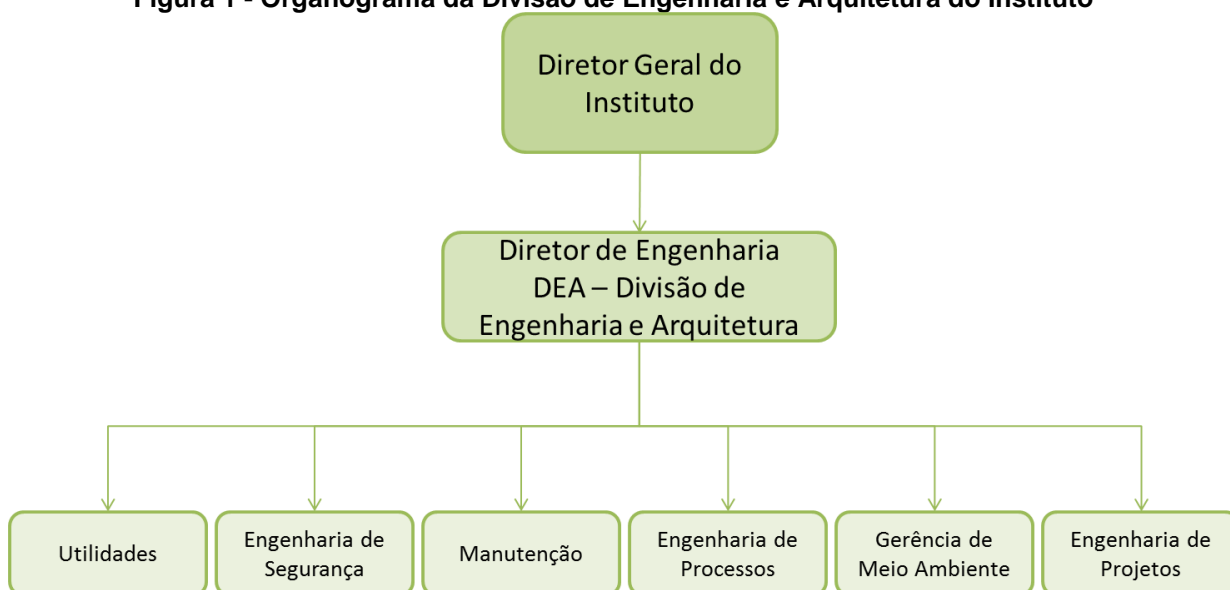 Figura 1 - Organograma da Divisão de Engenharia e Arquitetura do Instituto
Diretor Geral do
Instituto
Diretor de Engenharia
DEA – Divisão de
Engenharia e Arquitetura
Utilidades
Engenharia de
Segurança
Manutenção
Engenharia de
Processos
Gerência de
Meio Ambiente
Engenharia de
Projetos